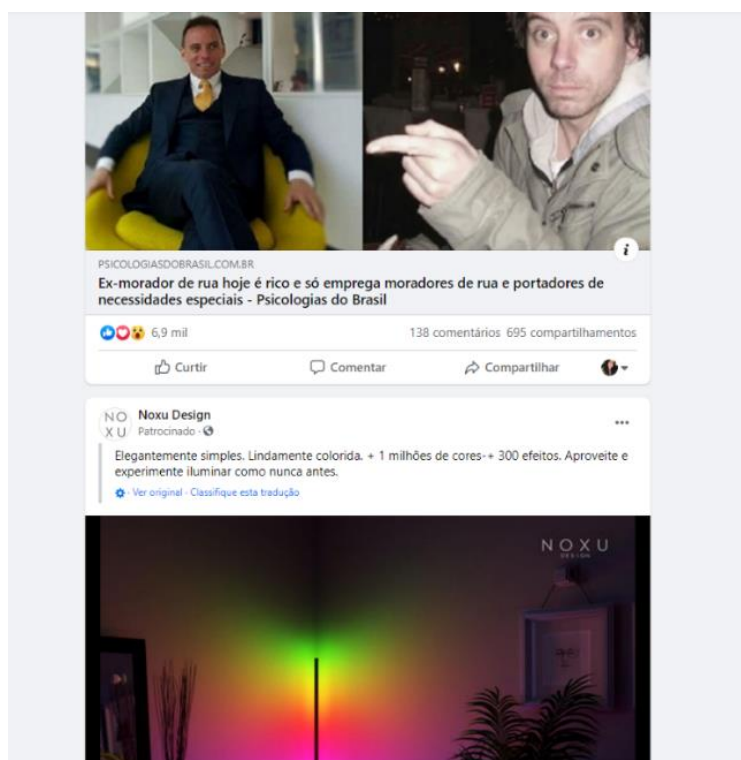 PSICOLOGIASDOBRASIL.COM.BR
Ex-morador de rua hoje é rico e só emprega moradores de rua e portadores de
necessidades especiais - Psicologias do Brasil
6,9 mil
138 comentários 695 compartilhamentos
Curtir
Comentar
Compartilhar
NO
XU
Noxu Design
Patrocinado ·
Elegantemente simples. Lindamente colorida. + 1 milhões de cores-+ 300 efeitos. Aproveite e
experimente iluminar como nunca antes.
· Ver original · Classifique esta tradução
NOXU
DESIGN